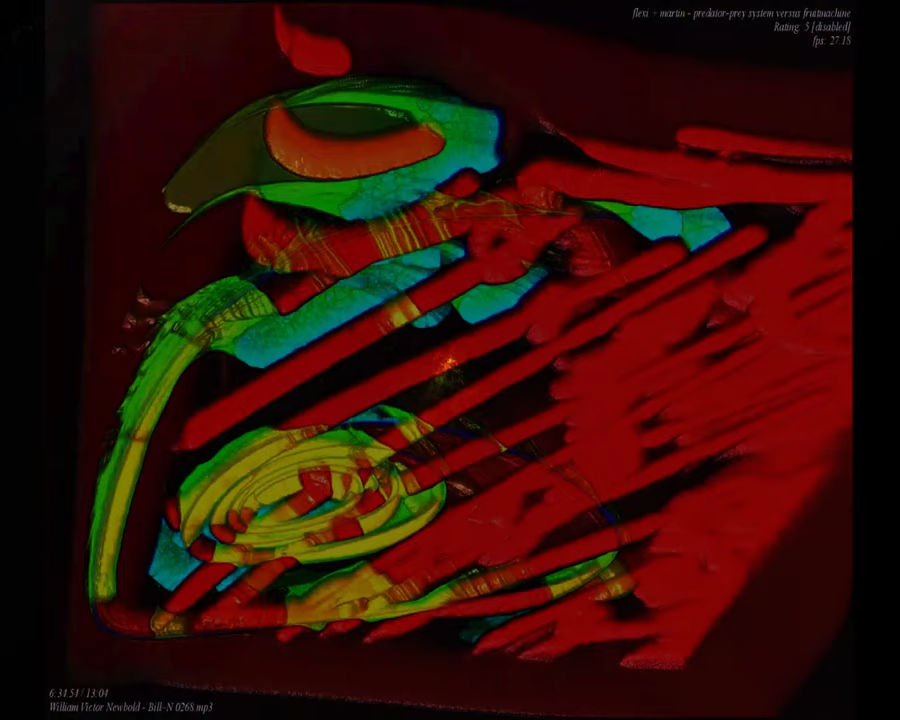 flexi + martin - predator-prey system versus fruitmachine
Rating: 5 [disabled]
fps: 27.18
6:34.54 / 13:04
William Victor Newbold - Bill-N 0268 mp3